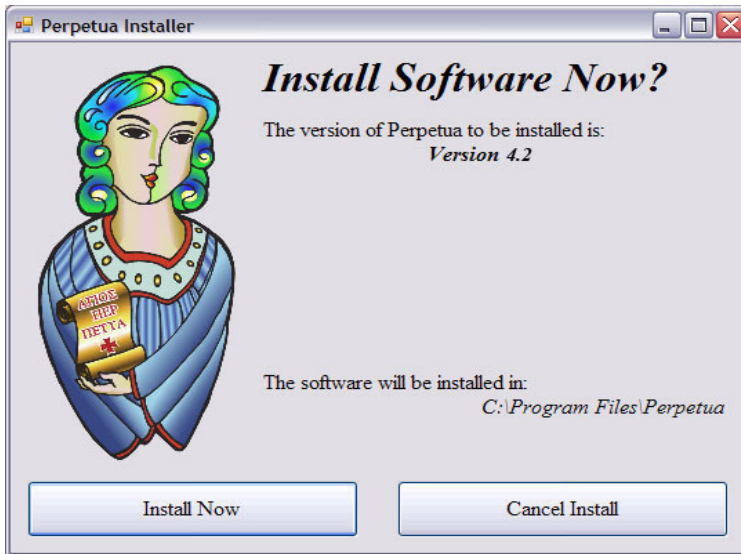 Perpetua Installer
Install Software Now?
The version of Perpetua to be installed is:
Version 4.2
ΑΓΙΟΣ
ΠΕΡ
ΠΕΤΥΑ
The software will be installed in:
C:\Program Files\Perpetua
Install Now
Cancel Install